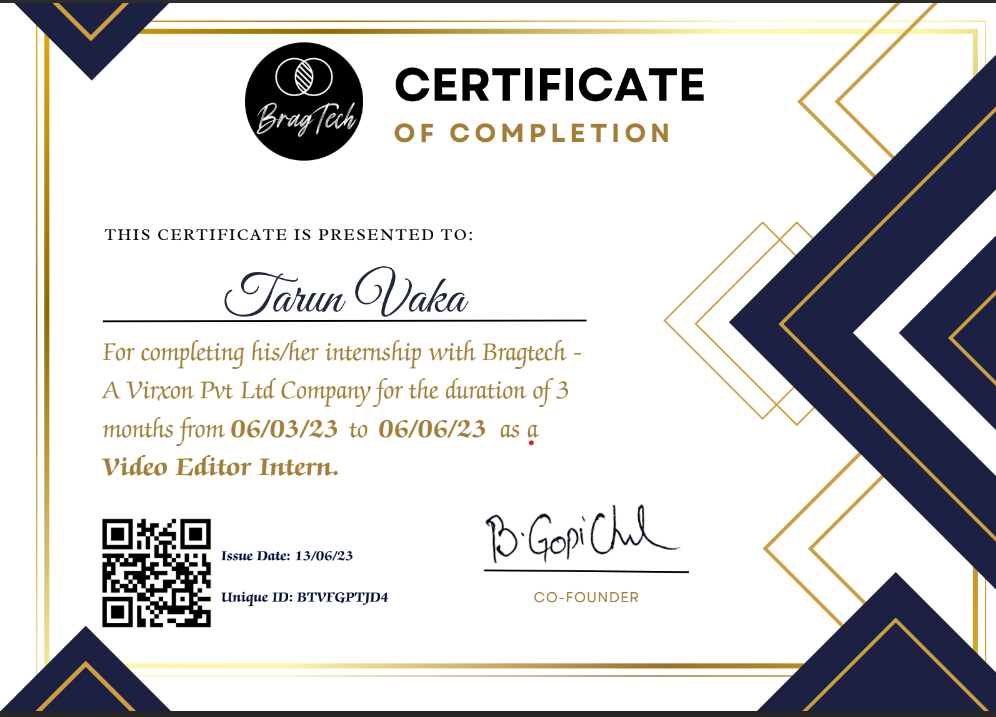 BragTech
CERTIFICATE
OF COMPLETION
THIS CERTIFICATE IS PRESENTED TO:
Tarun Vaka
For completing his/her internship with Bragtech -
A Virxon Pvt Ltd Company for the duration of 3
months from 06/03/23 to 06/06/23 as a
Video Editor Intern.
Issue Date: 13/06/23
Unique ID: BTVFGPTJD4
B.Gopi
CO-FOUNDER